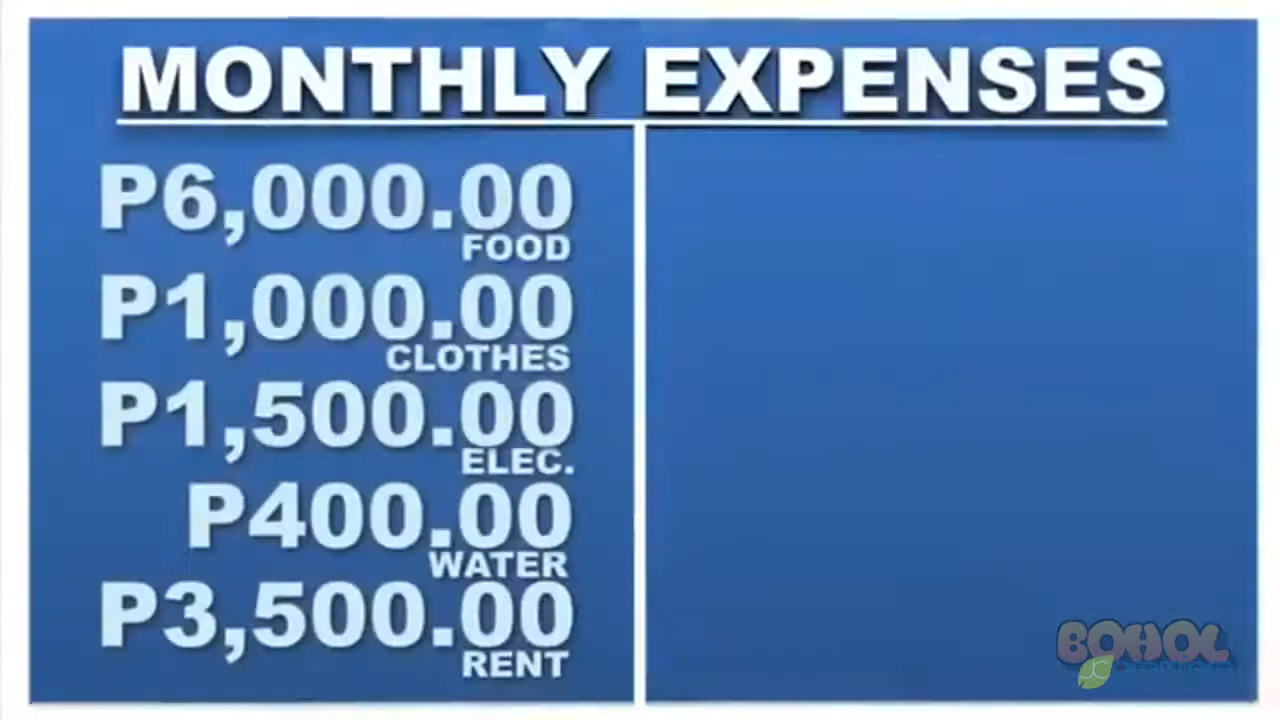 MONTHLY EXPENSES
P6,000.00
FOOD
P1,000.00
CLOTHES
P1,500.00
ELEC.
P400.00
WATER
P3,500.00
RENT
BOHOL
JC